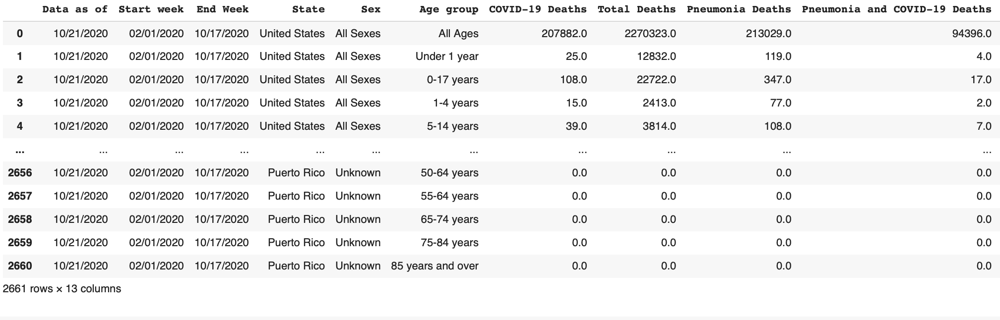 Data as of Start week End Week State Sex Age group COVID-19 Deaths Total Deaths Pneumonia Deaths Pneumonia and COVID-19 Deaths
0 10/21/2020 02/01/2020 10/17/2020 United States All Sexes All Ages 207882.0 2270323.0 213029.0 94396.0
1 10/21/2020 02/01/2020 10/17/2020 United States All Sexes Under 1 year 25.0 12832.0 119.0 4.0
2 10/21/2020 02/01/2020 10/17/2020 United States All Sexes 0-17 years 108.0 22722.0 347.0 17.0
3 10/21/2020 02/01/2020 10/17/2020 United States All Sexes 1-4 years 15.0 2413.0 77.0 2.0
4 10/21/2020 02/01/2020 10/17/2020 United States All Sexes 5-14 years 39.0 3814.0 108.0 7.0
... ... ... ... ... ... ... ... ... ... ...
2656 10/21/2020 02/01/2020 10/17/2020 Puerto Rico Unknown 50-64 years 0.0 0.0 0.0 0.0
2657 10/21/2020 02/01/2020 10/17/2020 Puerto Rico Unknown 55-64 years 0.0 0.0 0.0 0.0
2658 10/21/2020 02/01/2020 10/17/2020 Puerto Rico Unknown 65-74 years 0.0 0.0 0.0 0.0
2659 10/21/2020 02/01/2020 10/17/2020 Puerto Rico Unknown 75-84 years 0.0 0.0 0.0 0.0
2660 10/21/2020 02/01/2020 10/17/2020 Puerto Rico Unknown 85 years and over 0.0 0.0 0.0 0.0
2661 rows × 13 columns